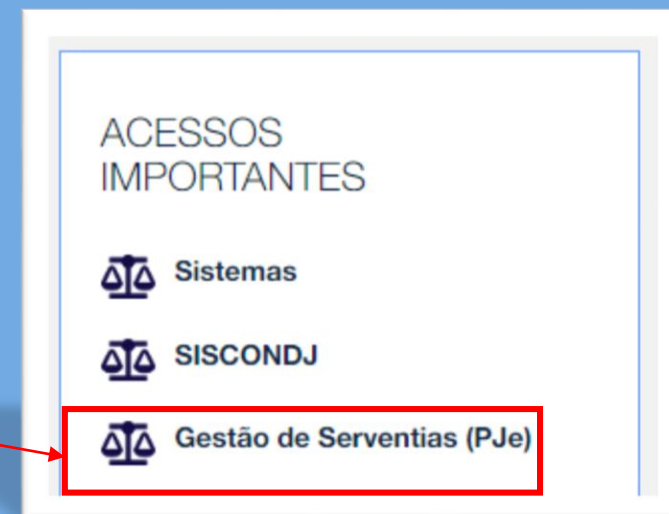 ACESSOS
IMPORTANTES
Sistemas
SISCONDJ
Gestão de Serventias (PJe)